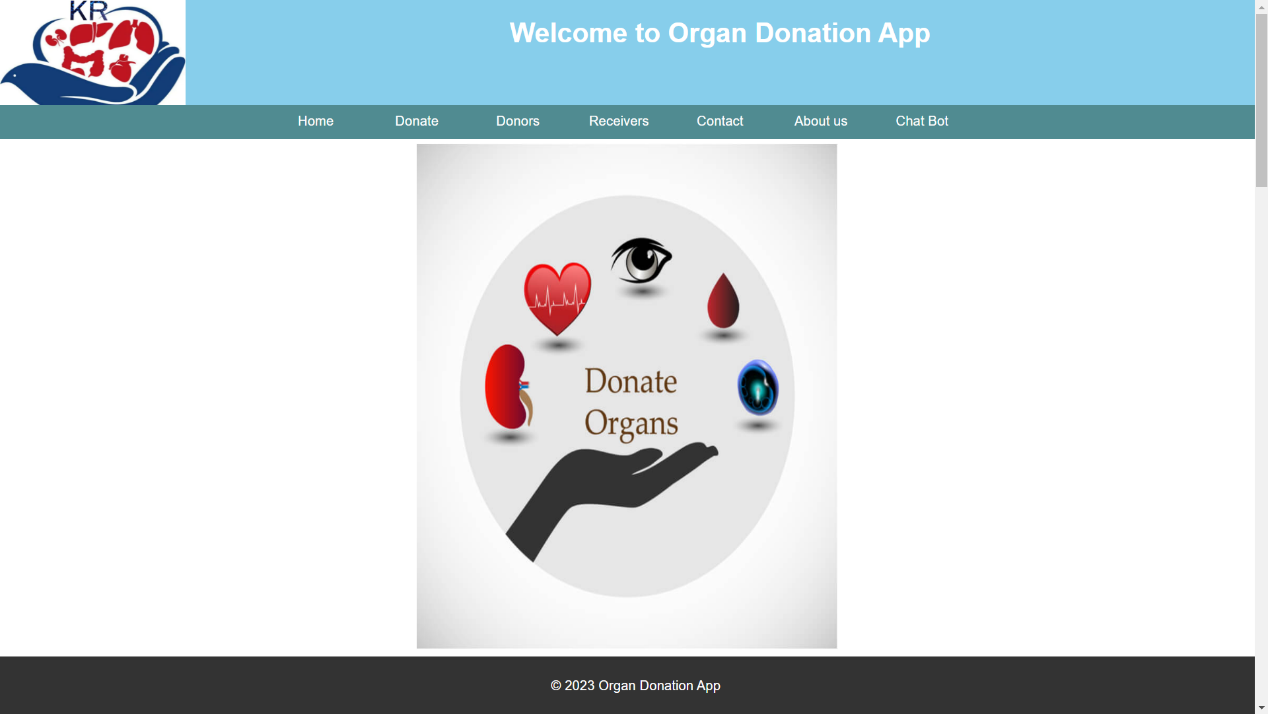 KR
Welcome to Organ Donation App
Home Donate Donors Receivers Contact About us Chat Bot
Donate
Organs
© 2023 Organ Donation App